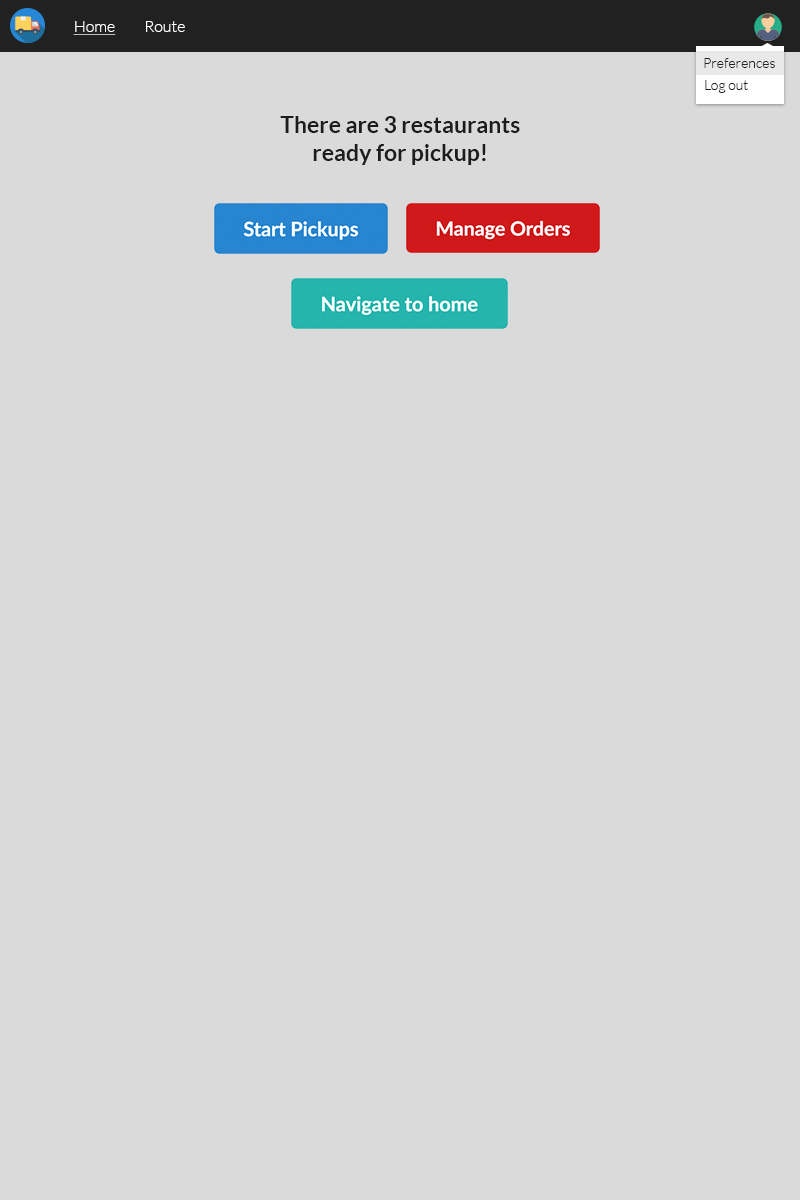 Home
Route
Preferences
Log out
There are 3 restaurants
ready for pickup!
Start Pickups
Manage Orders
Navigate to home